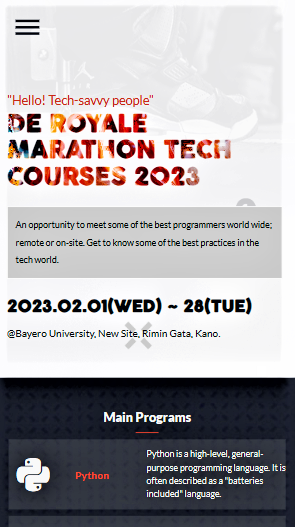 "Hello! Tech-savvy people"
DE ROYALE
MARATHON TECH
COURSES 2023
An opportunity to meet some of the best programmers world wide;
remote or on-site. Get to know some of the best practices in the
tech world.
2023.02.01(WED) ~ 28(TUE)
@Bayero University, New Site, Rimin Gata, Kano.
Main Programs
Python
Python is a high-level, general-
purpose programming language. It is
often described as a "batteries
included" language.